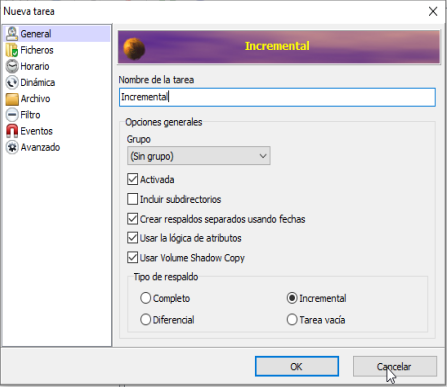 Nueva tarea
General
Ficheros
Horario
Dinámica
Archivo
Filtro
Eventos
Avanzado
Incremental
Nombre de la tarea
Incremental
Opciones generales
Grupo
(Sin grupo)
Activada
Incluir subdirectorios
Crear respaldos separados usando fechas
Usar la lógica de atributos
Usar Volume Shadow Copy
Tipo de respaldo
Completo
Incremental
Diferencial
Tarea vacía
OK
Cancelar